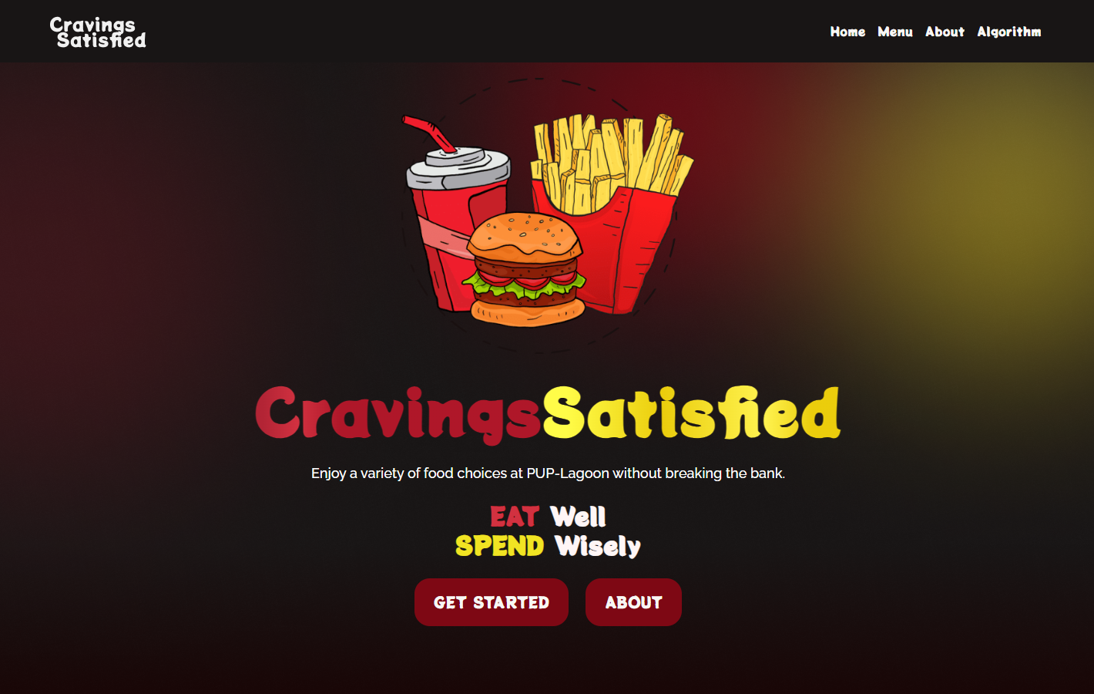 Cravings
Satisfied
Home Menu About Algorithm
CravingsSatisfied
Enjoy a variety of food choices at PUP-Lagoon without breaking the bank.
EAT Well
SPEND Wisely
GET STARTED ABOUT